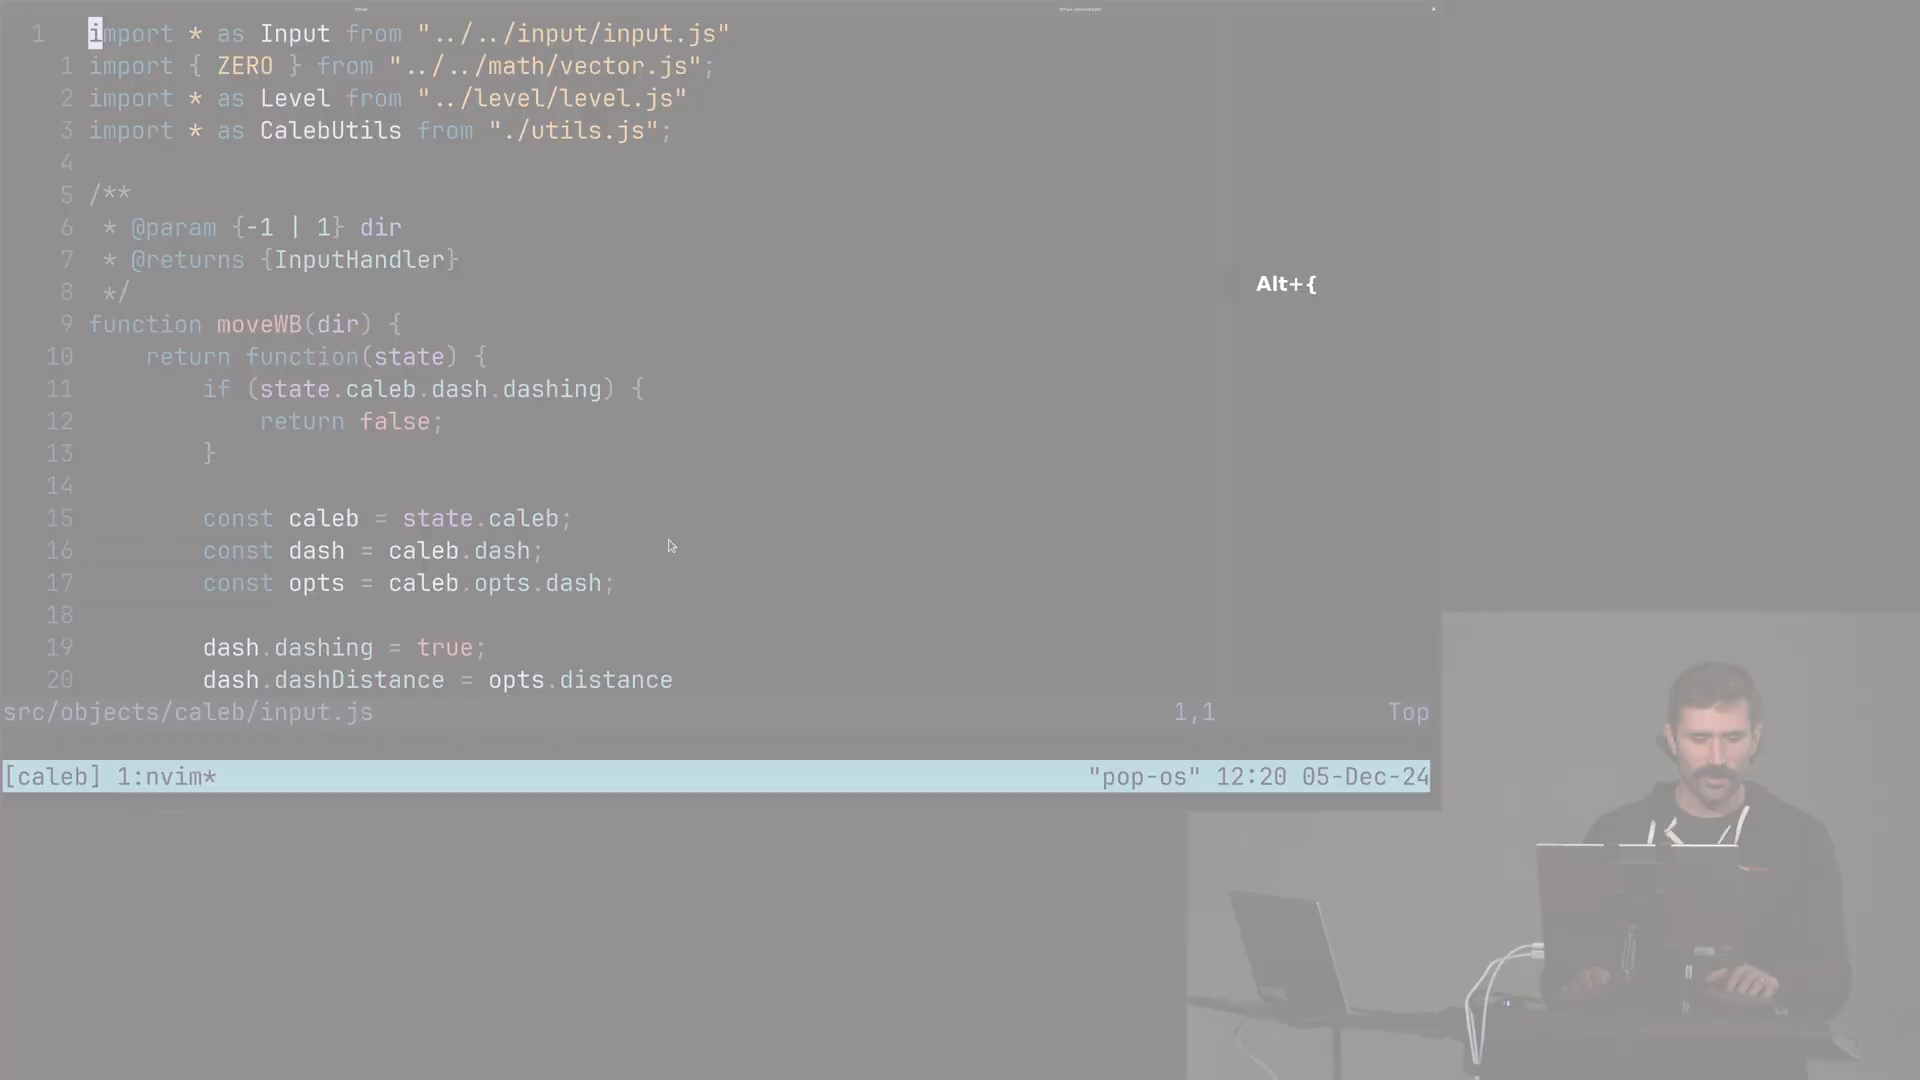 1 import * as Input from "../../input/input.js"
1 import { ZERO } from "../../math/vector.js";
2 import * as Level from "../level/level.js"
3 import * as CalebUtils from "./utils.js";
4
5 /**
6 * @param {-1 | 1} dir
7 * @returns {InputHandler}
8 */
9 function moveWB(dir) {
10 return function(state) {
11 if (state.caleb.dash.dashing) {
12 return false;
13 }
14
15 const caleb = state.caleb;
16 const dash = caleb.dash;
17 const opts = caleb.opts.dash;
18
19 dash.dashing = true;
20 dash.dashDistance = opts.distance
src/objects/caleb/input.js 1,1 Top
[caleb] 1:nvim* "pop-os" 12:20 05-Dec-24
Alt+{